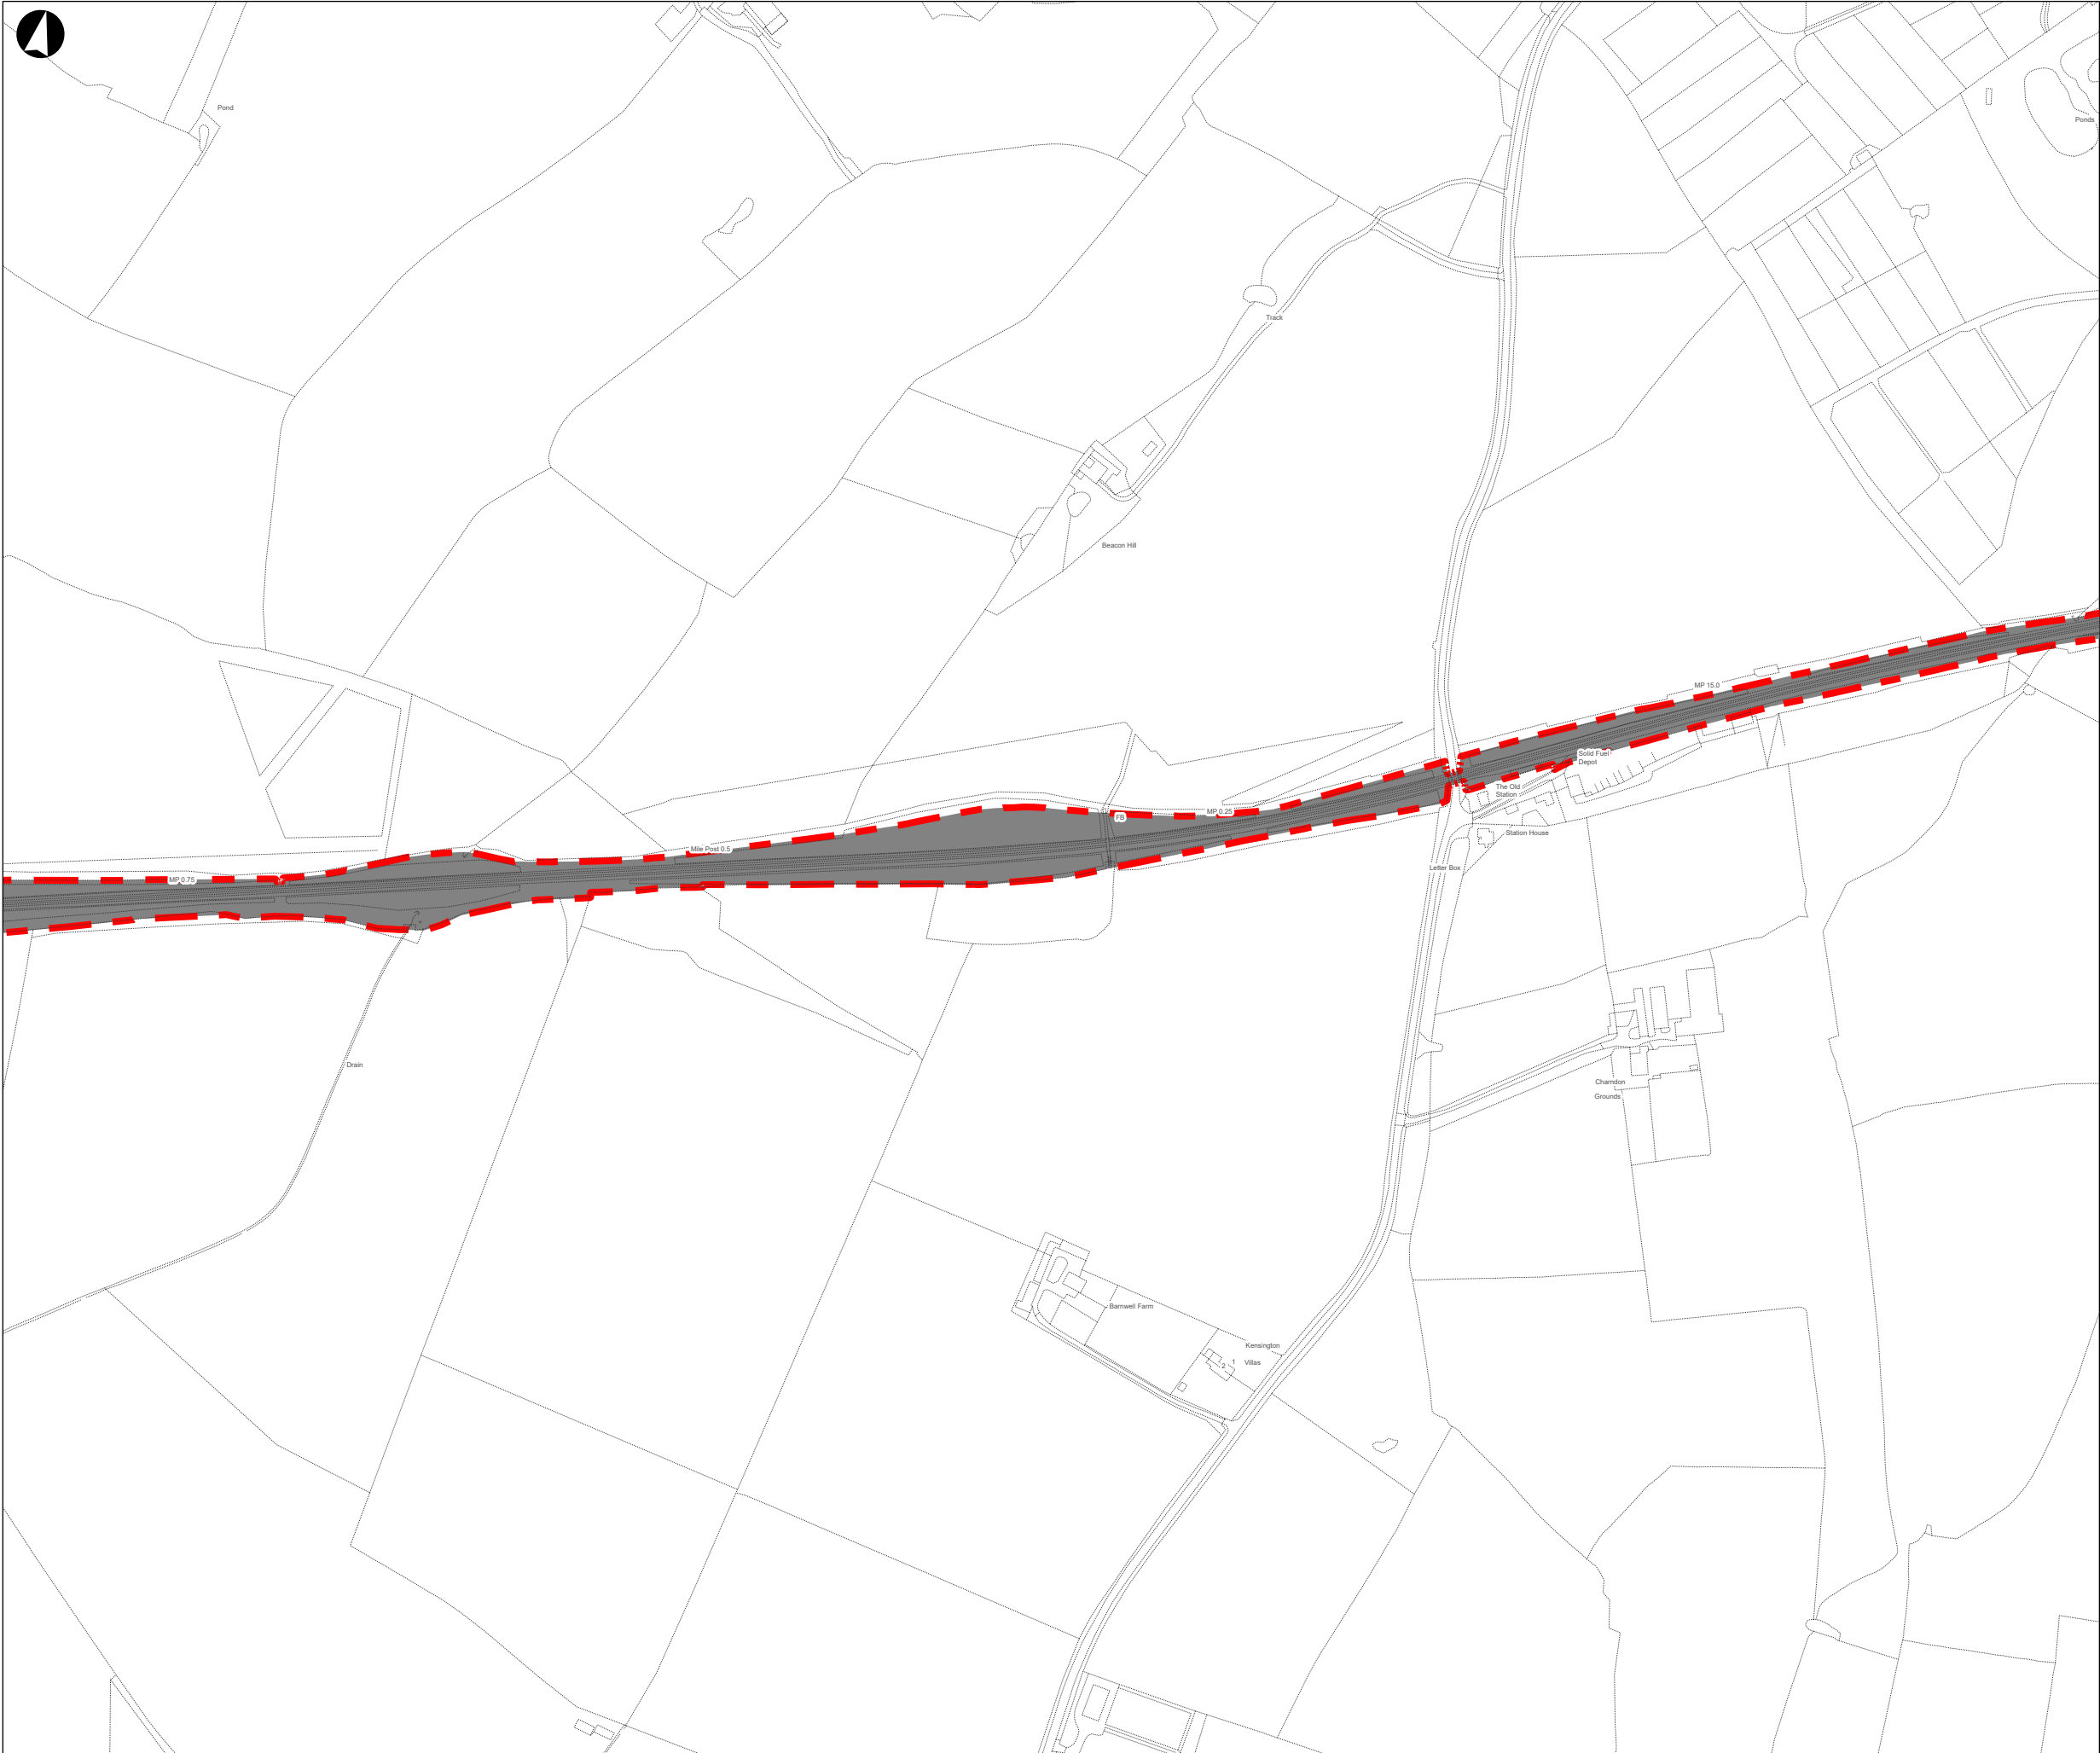 Pond
Ponds
Track
Beacon Hill
MP 15.0
Solid Fuel
Depot
The Old
Station
MP 0.25
FB
Station House
Mile Post 0.5
Letter Box
MP 0.75
Drain
Charndon
Grounds
Barnwell Farm
Kensington
Villas
1
2